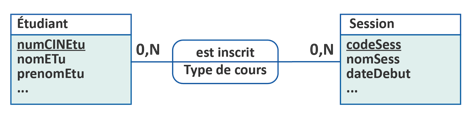 Étudiant
numCINEtu
nomETu
prenomEtu
...
0,N
est inscrit
Type de cours
0,N
Session
codeSess
nomSess
dateDebut
...